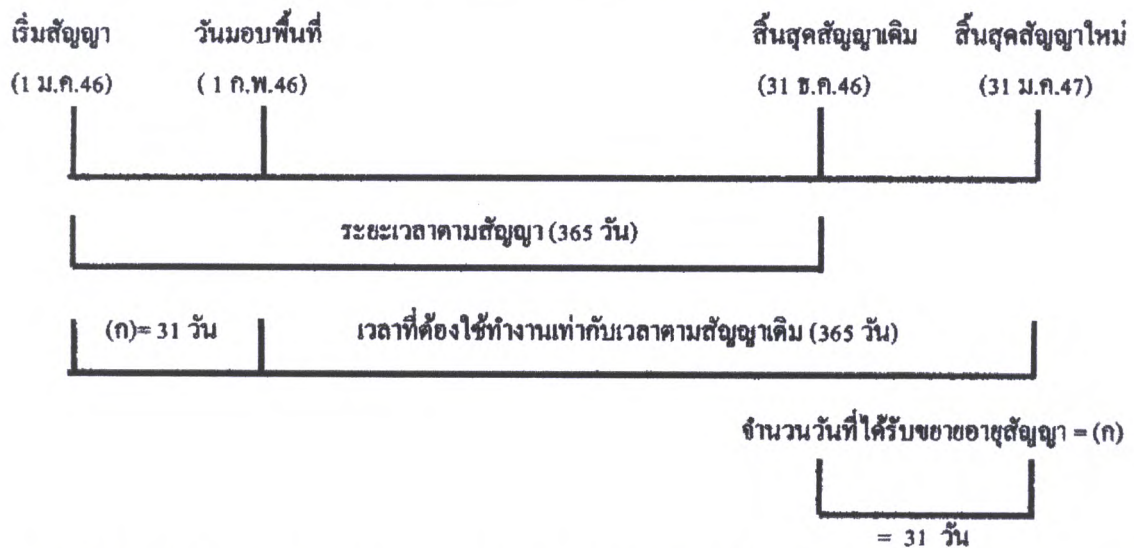 เริ่มสัญญา วันมอบพื้นที่ สิ้นสุดสัญญาเดิม สิ้นสุดสัญญาใหม่
(1 ม.ค.46) ( 1 ก.พ.46) (31 ธ.ค.46) (31 ม.ค.47)
ระยะเวลาตามสัญญา (365 วัน)
(ก)= 31 วัน เวลาที่ต้องใช้ทำงานเท่ากับเวลาตามสัญญาเดิม (365 วัน)
จำนวนวันที่ได้รับขยายอายุสัญญา = (ก)
= 31 วัน